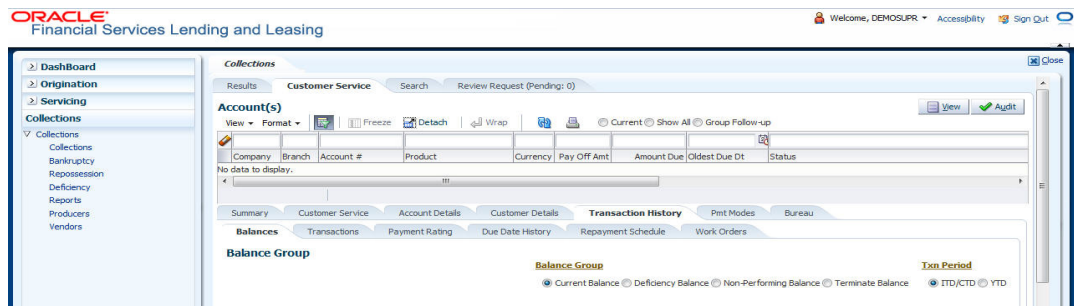 ORACLE
Financial Services Lending and Leasing
Welcome, DEMOSUPR Accessibility Sign Out
Close
DashBoard
Origination
Servicing
Collections
Collections
Collections
Bankruptcy
Repossession
Deficiency
Reports
Producers
Vendors
Collections
Results Customer Service Search Review Request (Pending: 0)
Account(s)
View Audit
View Format Freeze Detach Wrap Current Show All Group Follow-up
Company Branch Account # Product Currency Pay Off Amt Amount Due Oldest Due Dt Status
No data to display.
Summary Customer Service Account Details Customer Details Transaction History Pmt Modes Bureau
Balances Transactions Payment Rating Due Date History Repayment Schedule Work Orders
Balance Group
Balance Group Txn Period
Current Balance Deficiency Balance Non-Performing Balance Terminate Balance ITD/CTD YTD